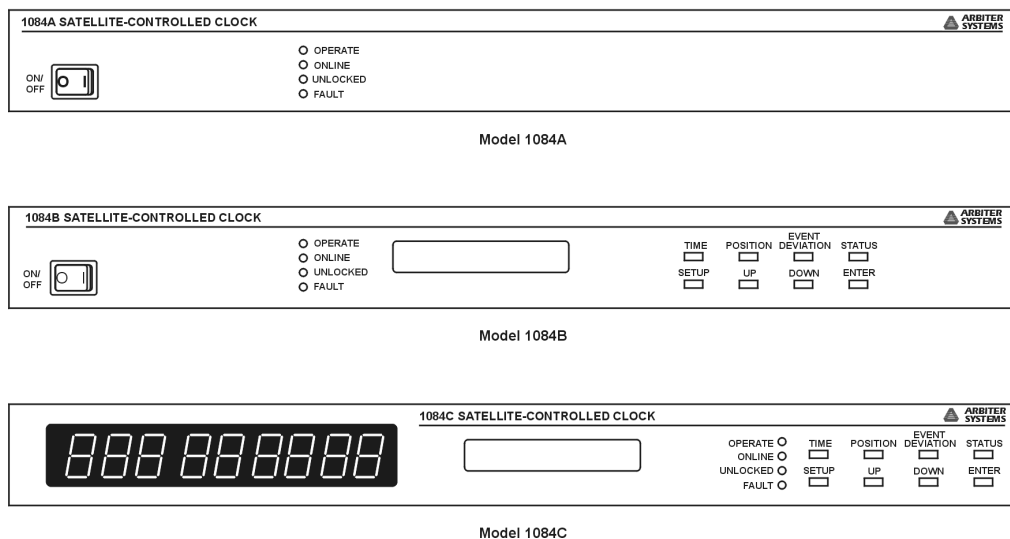 1084A SATELLITE-CONTROLLED CLOCK
ARBITER
SYSTEMS
OPERATE
ONLINE
UNLOCKED
FAULT
ON/
OFF
O I
Model 1084A
1084B SATELLITE-CONTROLLED CLOCK
ARBITER
SYSTEMS
OPERATE
ONLINE
UNLOCKED
FAULT
ON/
OFF
O I
TIME POSITION EVENT DEVIATION STATUS
SETUP UP DOWN ENTER
Model 1084B
1084C SATELLITE-CONTROLLED CLOCK
ARBITER
SYSTEMS
888 888888
OPERATE
ONLINE
UNLOCKED
FAULT
TIME POSITION EVENT DEVIATION STATUS
SETUP UP DOWN ENTER
Model 1084C